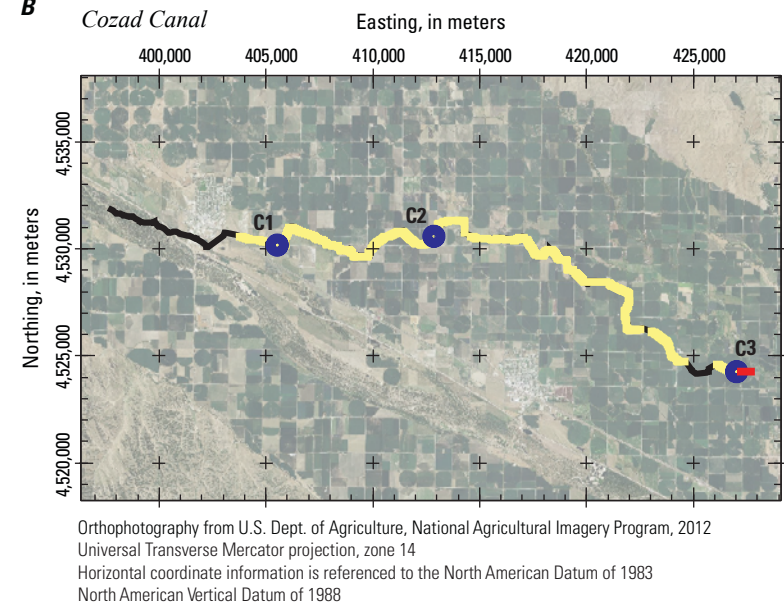 B
Cozad Canal
Easting, in meters
400,000 405,000 410,000 415,000 420,000 425,000
Northing, in meters
4,535,000
4,530,000
4,525,000
4,520,000
C1
C2
C3
Orthophotography from U.S. Dept. of Agriculture, National Agricultural Imagery Program, 2012
Universal Transverse Mercator projection, zone 14
Horizontal coordinate information is referenced to the North American Datum of 1983
North American Vertical Datum of 1988